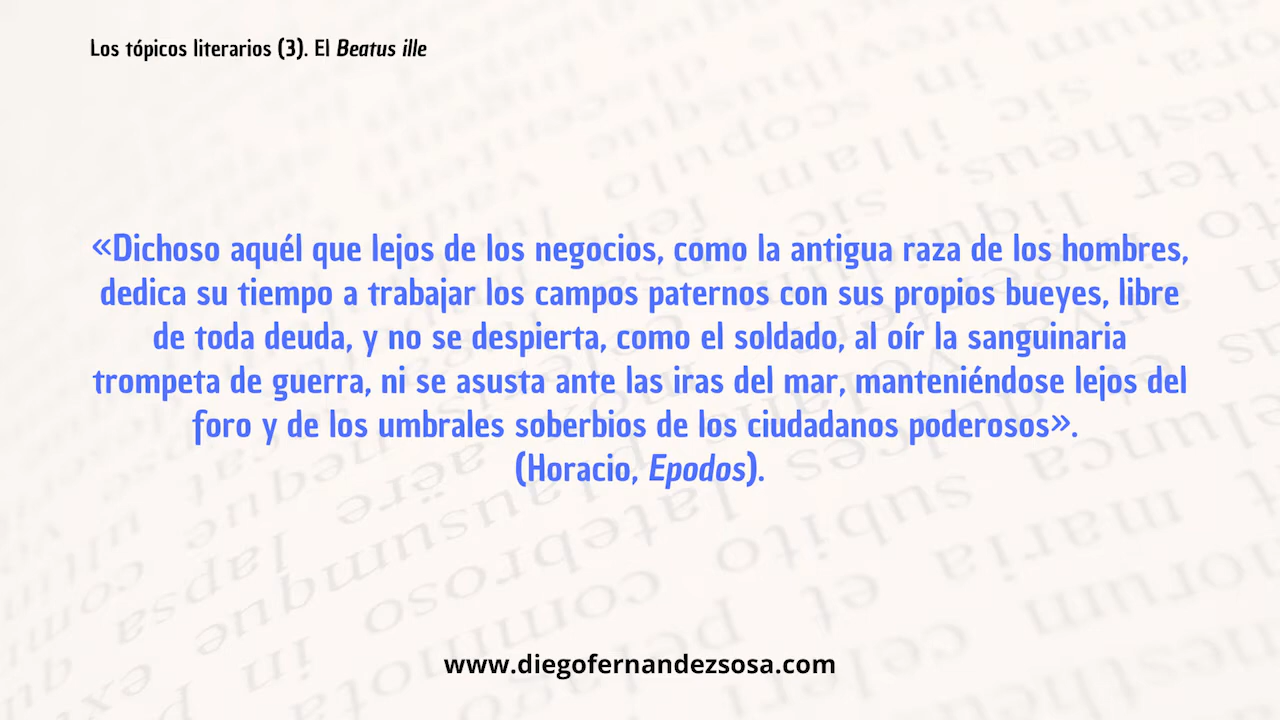 Los tópicos literarios (3). El Beatus ille
«Dichoso aquél que lejos de los negocios, como la antigua raza de los hombres,
dedica su tiempo a trabajar los campos paternos con sus propios bueyes, libre
de toda deuda, y no se despierta, como el soldado, al oír la sanguinaria
trompeta de guerra, ni se asusta ante las iras del mar, manteniéndose lejos del
foro y de los umbrales soberbios de los ciudadanos poderosos».
(Horacio, Epodos).
www.diegofernandezsosa.com